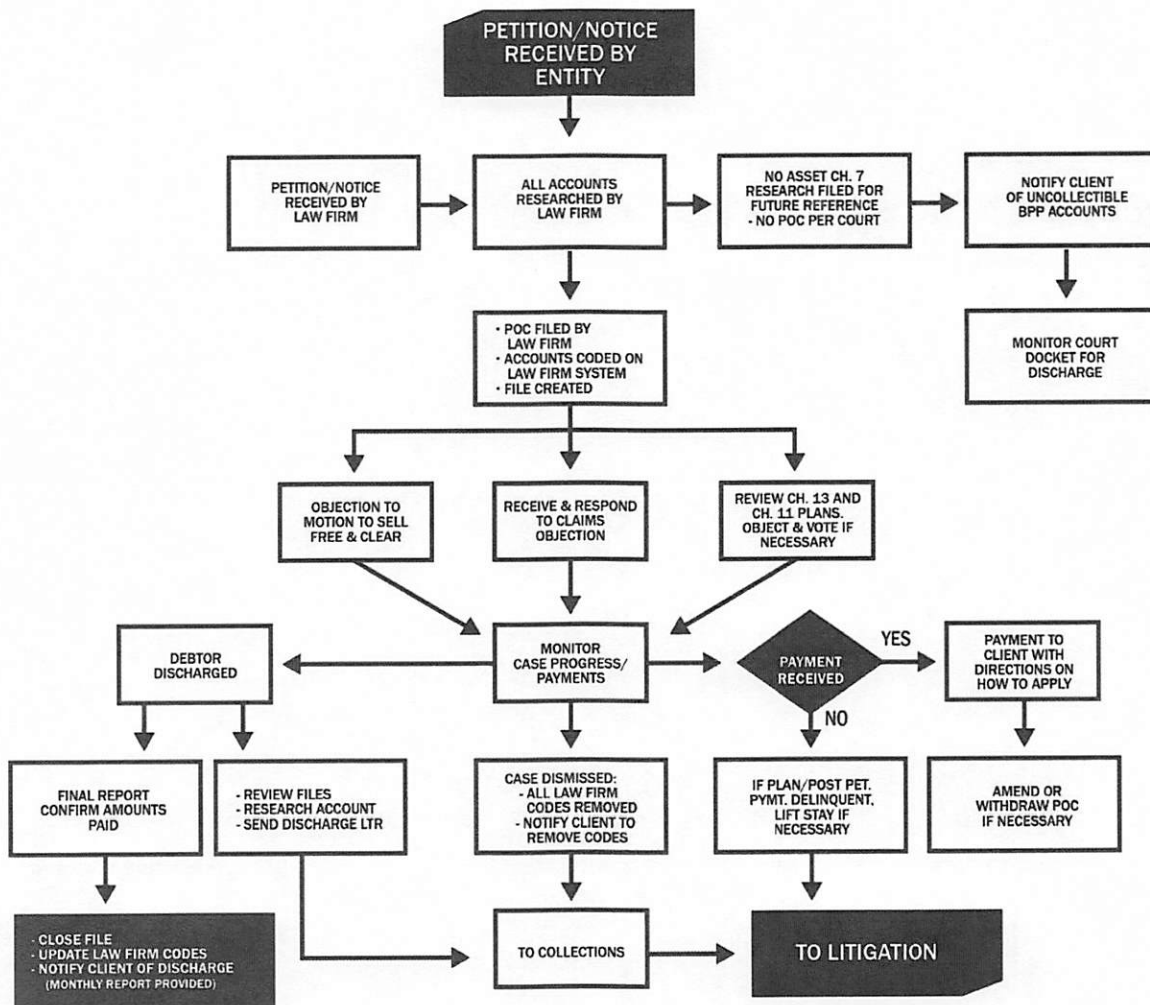 PETITION/NOTICE
RECEIVED BY
ENTITY
PETITION/NOTICE
RECEIVED BY
LAW FIRM
ALL ACCOUNTS
RESEARCHED BY
LAW FIRM
NO ASSET CH. 7
RESEARCH FILED FOR
FUTURE REFERENCE
- NO POC PER COURT
NOTIFY CLIENT
OF UNCOLLECTIBLE
BPP ACCOUNTS
· POC FILED BY
LAW FIRM
· ACCOUNTS CODED ON
LAW FIRM SYSTEM
· FILE CREATED
MONITOR COURT
DOCKET FOR
DISCHARGE
OBJECTION TO
MOTION TO SELL
FREE & CLEAR
RECEIVE & RESPOND
TO CLAIMS
OBJECTION
REVIEW CH. 13 AND
CH. 11 PLANS.
OBJECT & VOTE IF
NECESSARY
DEBTOR
DISCHARGED
MONITOR
CASE PROGRESS/
PAYMENTS
PAYMENT
RECEIVED
YES
NO
PAYMENT TO
CLIENT WITH
DIRECTIONS ON
HOW TO APPLY
FINAL REPORT
CONFIRM AMOUNTS
PAID
- REVIEW FILES
- RESEARCH ACCOUNT
- SEND DISCHARGE LTR
CASE DISMISSED:
- ALL LAW FIRM
CODES REMOVED
- NOTIFY CLIENT TO
REMOVE CODES
IF PLAN/POST PET.
PYMT. DELINQUENT,
LIFT STAY IF
NECESSARY
AMEND OR
WITHDRAW POC
IF NECESSARY
- CLOSE FILE
- UPDATE LAW FIRM CODES
- NOTIFY CLIENT OF DISCHARGE
(MONTHLY REPORT PROVIDED)
TO COLLECTIONS
TO LITIGATION